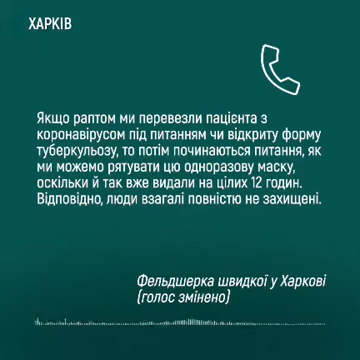 ХАРКІВ
Якщо раптом ми перевезли пацієнта з
коронавірусом під питанням чи відкриту форму
туберкульозу, то потім починаються питання, як
ми можемо рятувати цю одноразову маску,
оскільки й так вже видали на цілих 12 годин.
Відповідно, люди взагалі повністю не захищені.
Фельдшерка швидкої у Харкові
(голос змінено)